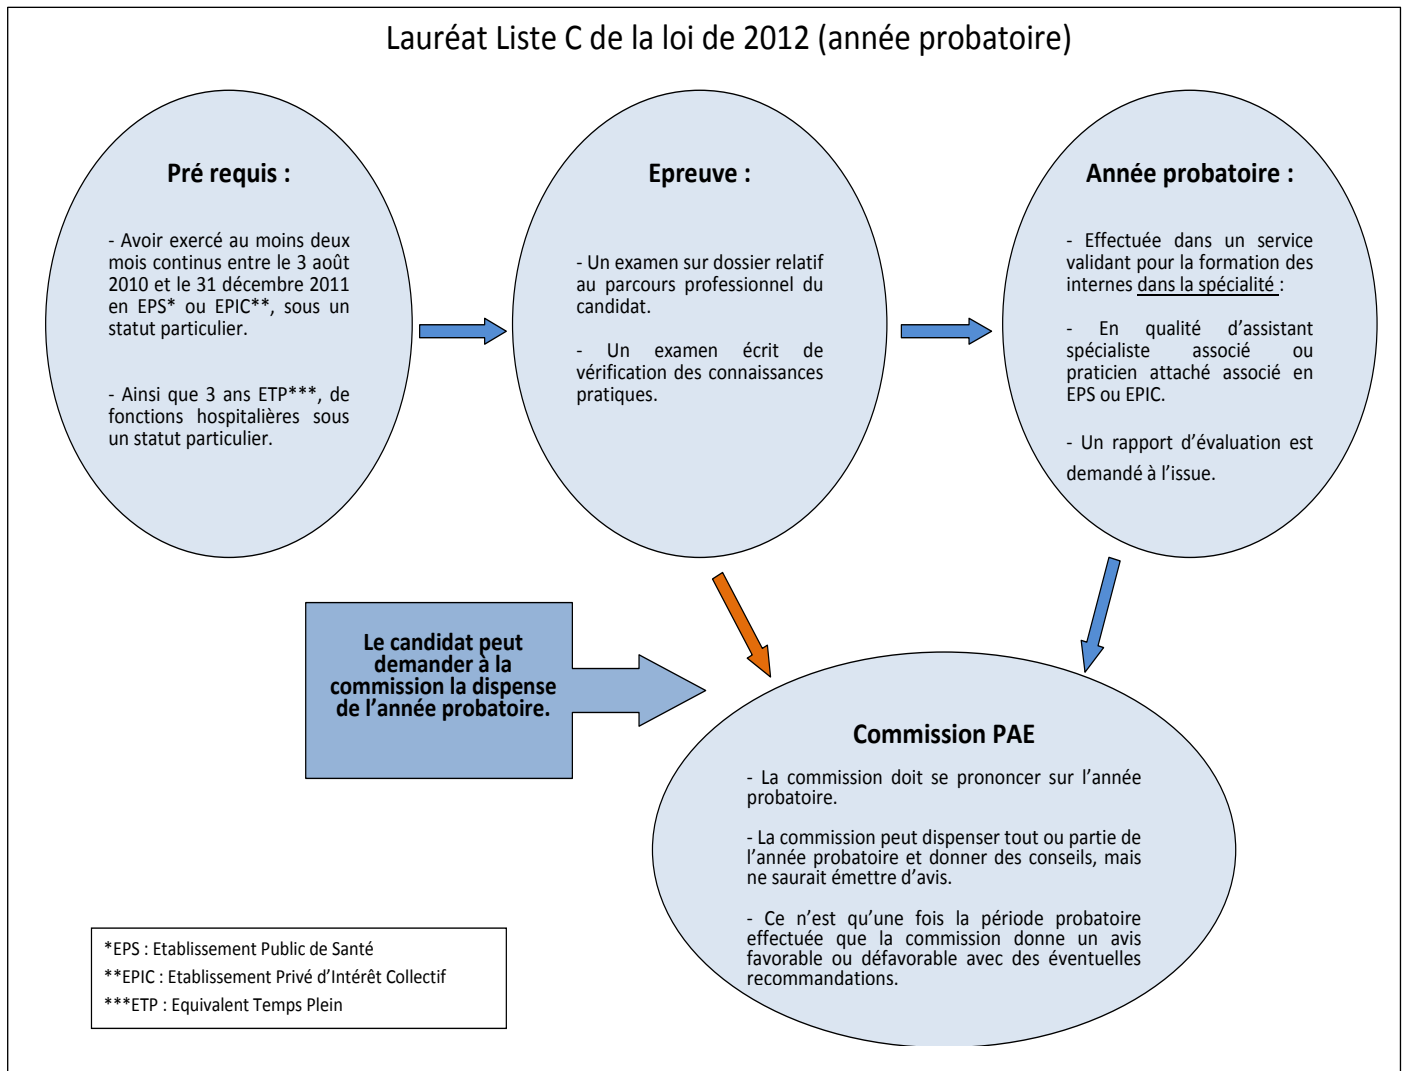 Lauréat Liste C de la loi de 2012 (année probatoire)
Pré requis :
- Avoir exercé au moins deux
mois continus entre le 3 août
2010 et le 31 décembre 2011
en EPS* ou EPIC**, sous un
statut particulier.
- Ainsi que 3 ans ETP***, de
fonctions hospitalières sous
un statut particulier.
Epreuve :
- Un examen sur dossier relatif
au parcours professionnel du
candidat.
- Un examen écrit de
vérification des connaissances
pratiques.
Année probatoire :
- Effectuée dans un service
validant pour la formation des
internes dans la spécialité :
- En qualité d’assistant
spécialiste associé ou
praticien attaché associé en
EPS ou EPIC.
- Un rapport d’évaluation est
demandé à l’issue.
Le candidat peut
demander à la
commission la dispense
de l’année probatoire.
Commission PAE
- La commission doit se prononcer sur l’année
probatoire.
- La commission peut dispenser tout ou partie de
l’année probatoire et donner des conseils, mais
ne saurait émettre d’avis.
- Ce n’est qu’une fois la période probatoire
effectuée que la commission donne un avis
favorable ou défavorable avec des éventuelles
recommandations.
*EPS : Etablissement Public de Santé
**EPIC : Etablissement Privé d’Intérêt Collectif
***ETP : Equivalent Temps Plein